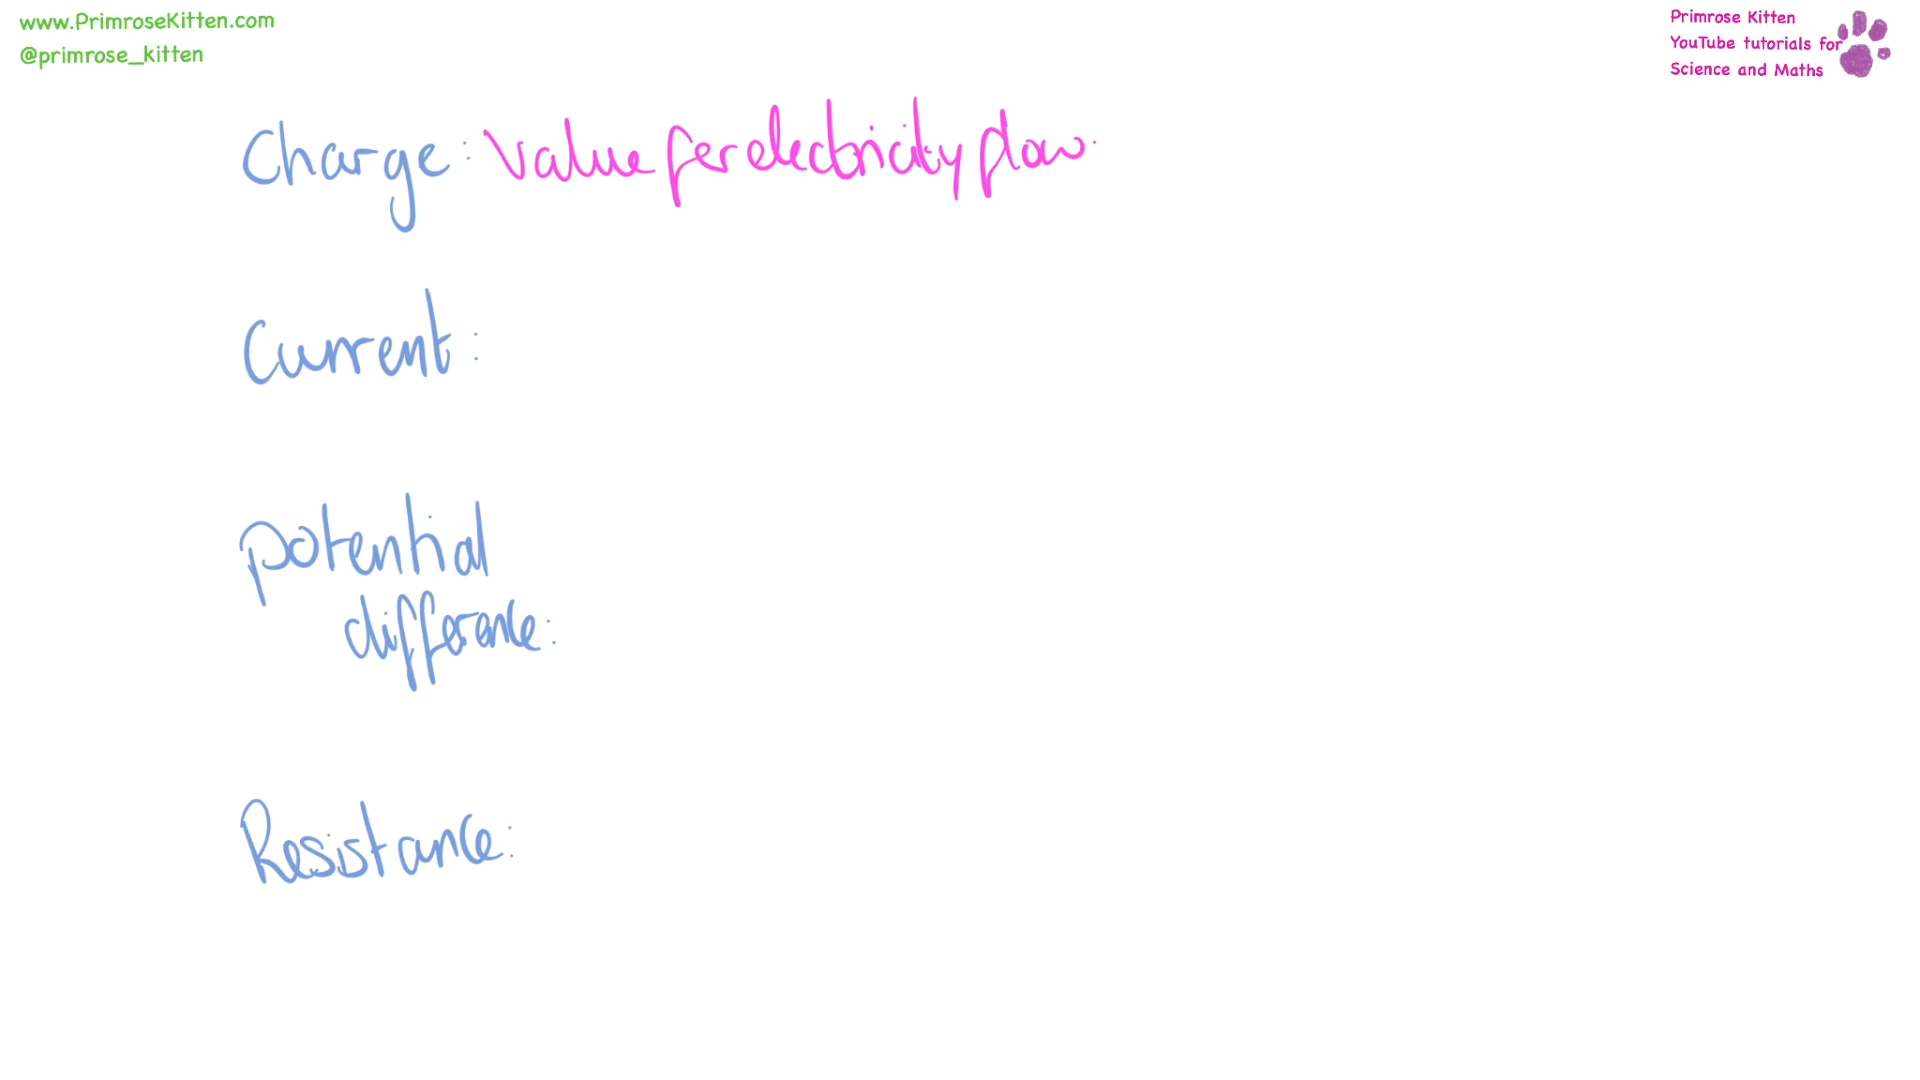 www.PrimroseKitten.com
@primrose_kitten
Primrose Kitten
YouTube tutorials for
Science and Maths
Charge: Value for electricity flow.
Current:
potential
difference:
Resistance: